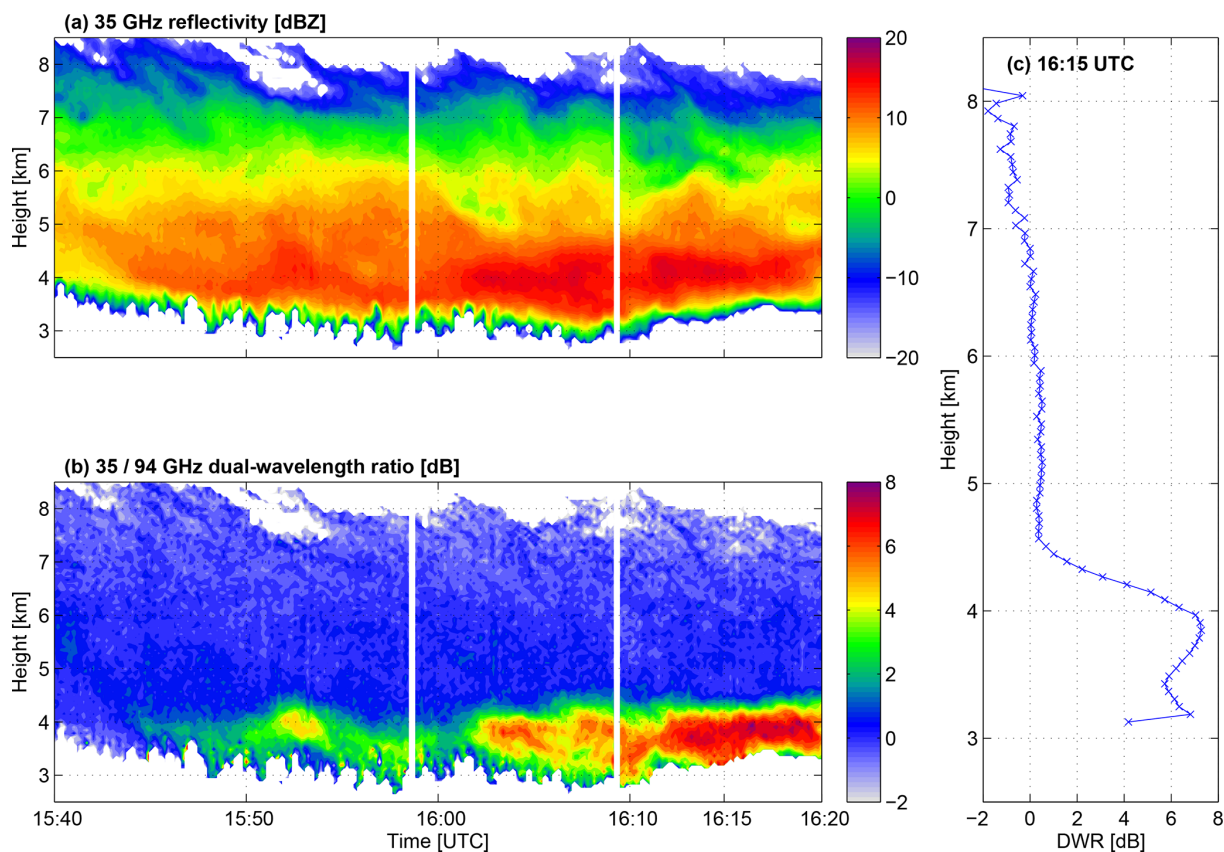 (a) 35 GHz reflectivity [dBZ]
Height [km]
8
7
6
5
4
3
20
10
0
−10
−20
(b) 35 / 94 GHz dual-wavelength ratio [dB]
Height [km]
8
7
6
5
4
3
8
6
4
2
0
−2
15:40 15:50 16:00 16:10 16:15 16:20
Time [UTC]
(c) 16:15 UTC
Height [km]
8
7
6
5
4
3
−2 0 2 4 6 8
DWR [dB]